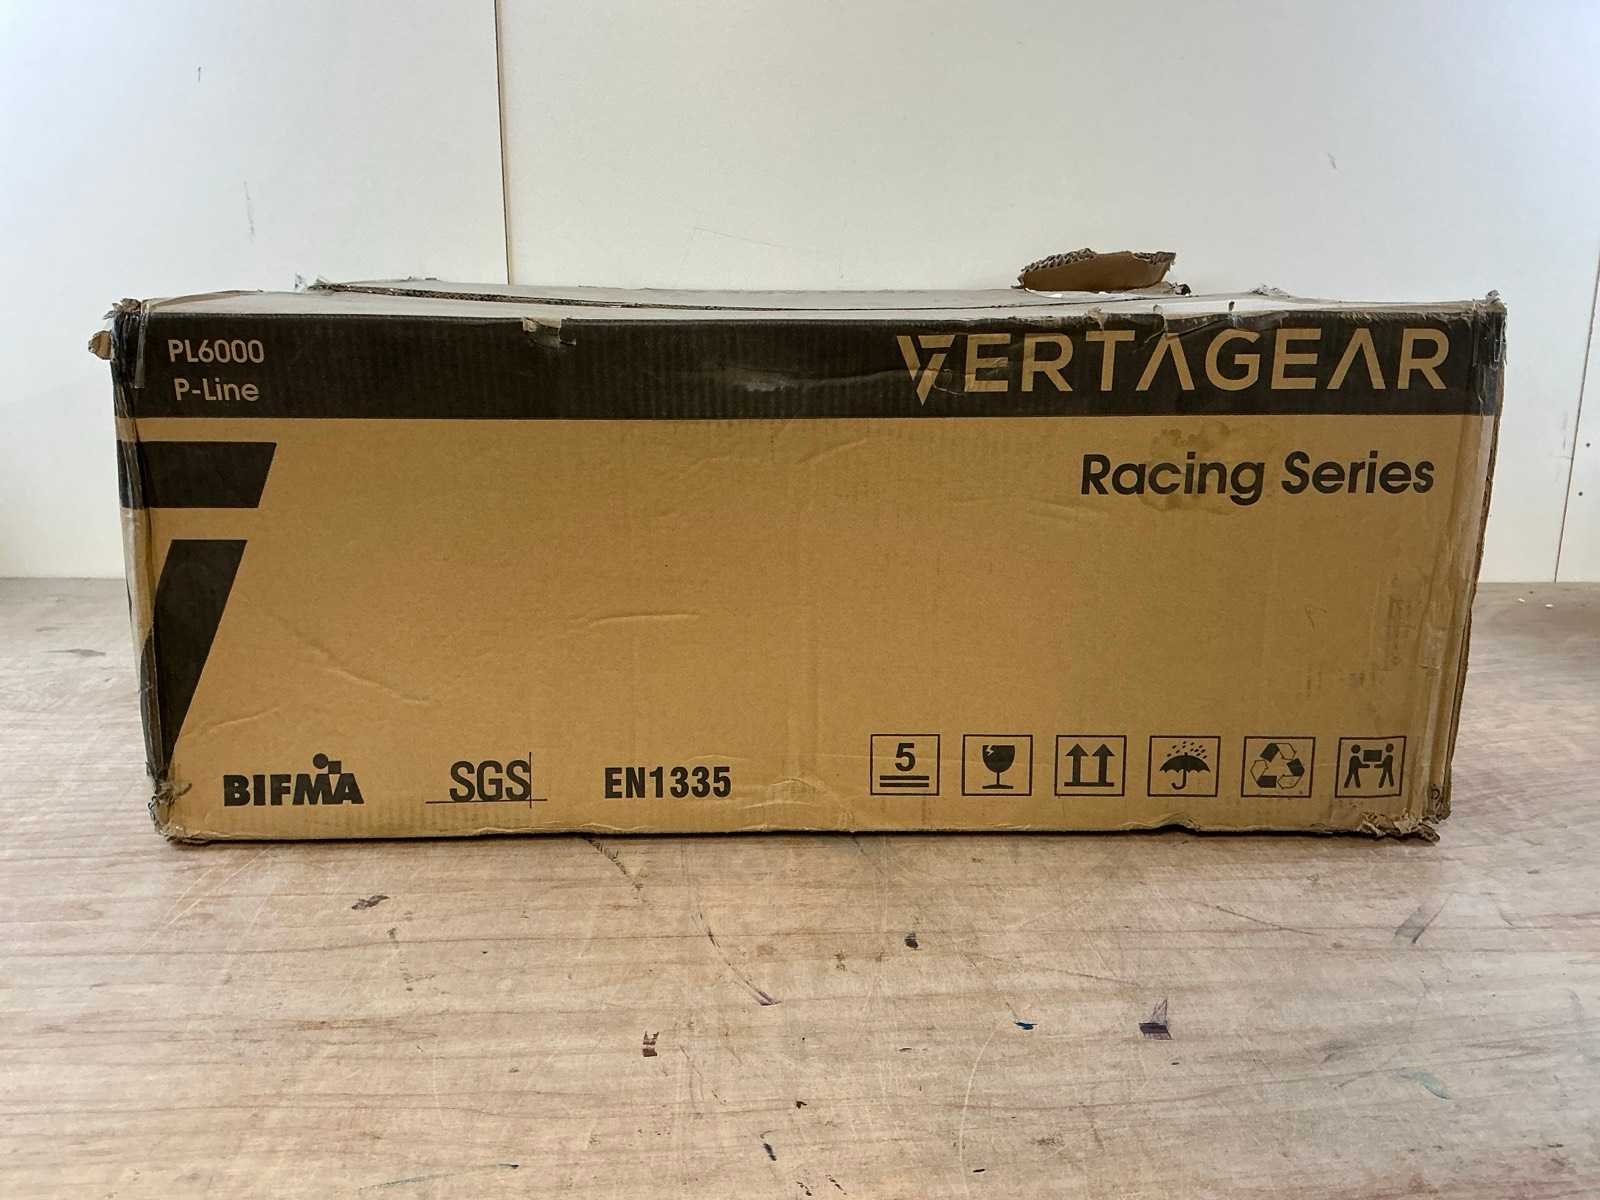 PL6000
P-Line
VERTAGEAR
Racing Series
BIFMA
SGS
EN1335
5